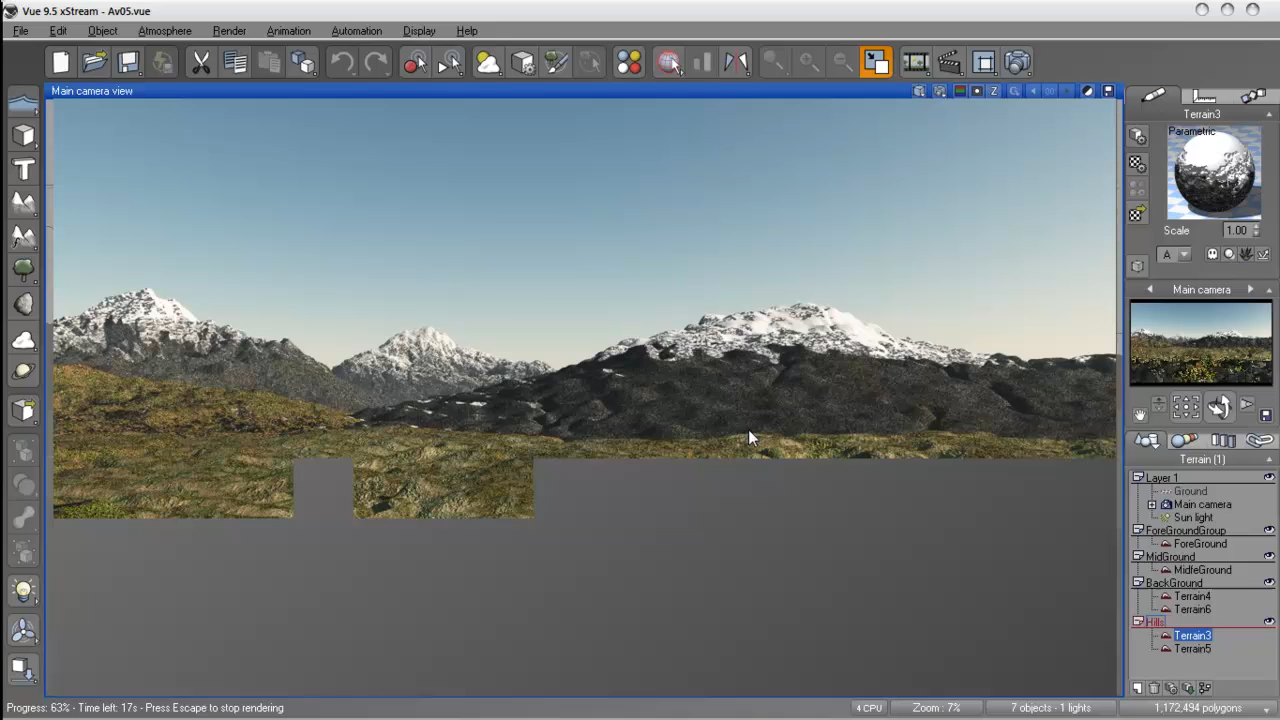 Vue 9.5 xStream - Av05.vue
File Edit Object Atmosphere Render Animation Automation Display Help
Main camera view
Terrain3
Parametric
Scale 1.00
A
Main camera
Terrain (1)
Layer 1
Ground
Main camera
Sun light
ForeGroundGroup
ForeGround
MidGround
MidfeGround
BackGround
Terrain4
Terrain6
Hills
Terrain3
Terrain5
Progress: 63% - Time left: 17s - Press Escape to stop rendering
4 CPU
Zoom : 7%
7 objects - 1 lights
1,172,494 polygons